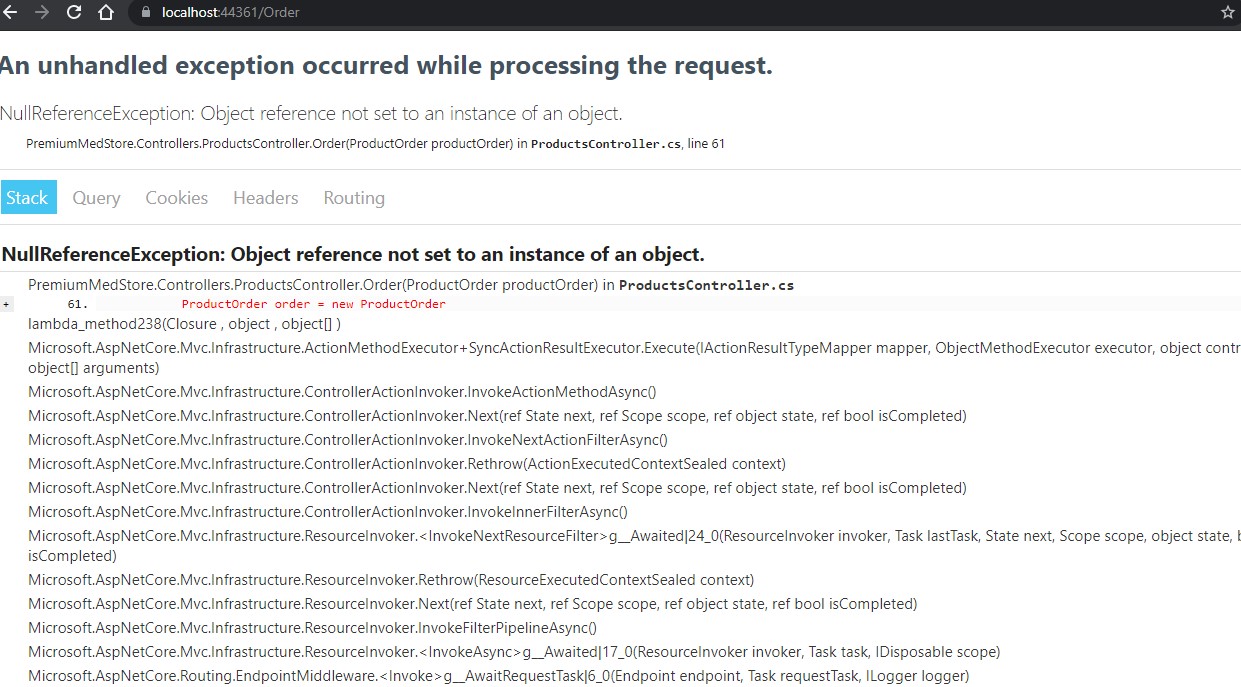 localhost:44361/Order
An unhandled exception occurred while processing the request.
NullReferenceException: Object reference not set to an instance of an object.
PremiumMedStore.Controllers.ProductsController.Order(ProductOrder productOrder) in ProductsController.cs, line 61
Stack Query Cookies Headers Routing
NullReferenceException: Object reference not set to an instance of an object.
PremiumMedStore.Controllers.ProductsController.Order(ProductOrder productOrder) in ProductsController.cs
+ 61. ProductOrder order = new ProductOrder
lambda_method238(Closure , object , object[] )
Microsoft.AspNetCore.Mvc.Infrastructure.ActionMethodExecutor+SyncActionResultExecutor.Execute(IActionResultTypeMapper mapper, ObjectMethodExecutor executor, object contr
object[] arguments)
Microsoft.AspNetCore.Mvc.Infrastructure.ControllerActionInvoker.InvokeActionMethodAsync()
Microsoft.AspNetCore.Mvc.Infrastructure.ControllerActionInvoker.Next(ref State next, ref Scope scope, ref object state, ref bool isCompleted)
Microsoft.AspNetCore.Mvc.Infrastructure.ControllerActionInvoker.InvokeNextActionFilterAsync()
Microsoft.AspNetCore.Mvc.Infrastructure.ControllerActionInvoker.Rethrow(ActionExecutedContextSealed context)
Microsoft.AspNetCore.Mvc.Infrastructure.ControllerActionInvoker.Next(ref State next, ref Scope scope, ref object state, ref bool isCompleted)
Microsoft.AspNetCore.Mvc.Infrastructure.ControllerActionInvoker.InvokeInnerFilterAsync()
Microsoft.AspNetCore.Mvc.Infrastructure.ResourceInvoker.<InvokeNextResourceFilter>g__Awaited|24_0(ResourceInvoker invoker, Task lastTask, State next, Scope scope, object state, b
isCompleted)
Microsoft.AspNetCore.Mvc.Infrastructure.ResourceInvoker.Rethrow(ResourceExecutedContextSealed context)
Microsoft.AspNetCore.Mvc.Infrastructure.ResourceInvoker.Next(ref State next, ref Scope scope, ref object state, ref bool isCompleted)
Microsoft.AspNetCore.Mvc.Infrastructure.ResourceInvoker.InvokeFilterPipelineAsync()
Microsoft.AspNetCore.Mvc.Infrastructure.ResourceInvoker.<InvokeAsync>g__Awaited|17_0(ResourceInvoker invoker, Task task, IDisposable scope)
Microsoft.AspNetCore.Routing.EndpointMiddleware.<Invoke>g__AwaitRequestTask|6_0(Endpoint endpoint, Task requestTask, ILogger logger)